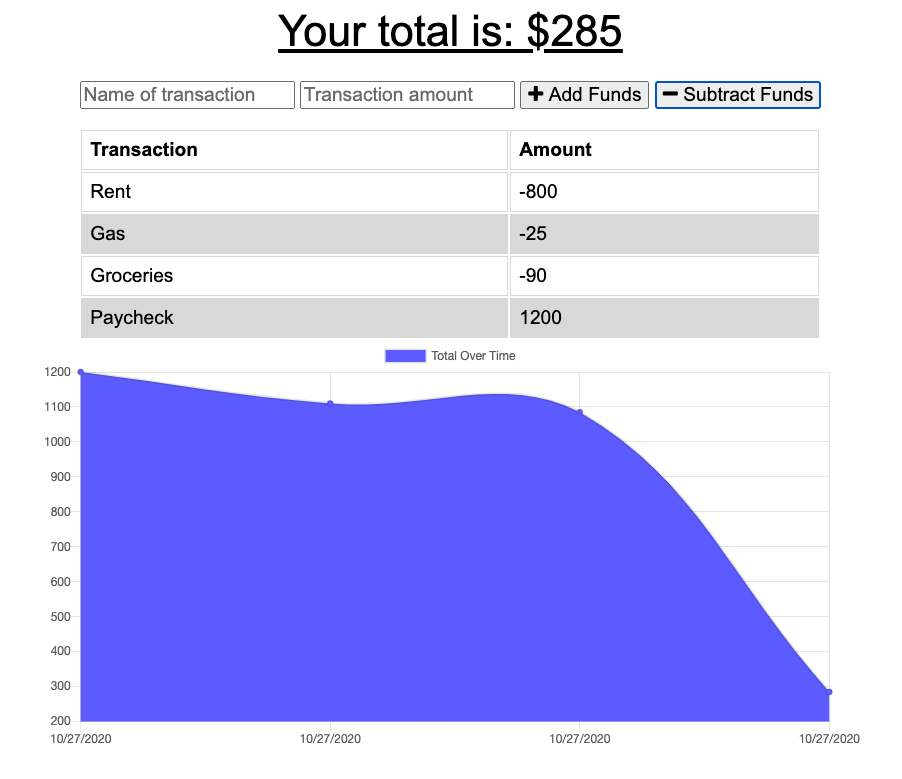 Your total is: $285
Name of transaction Transaction amount Add Funds Subtract Funds
Transaction Amount
Rent -800
Gas -25
Groceries -90
Paycheck 1200
Total Over Time
1200
1100
1000
900
800
700
600
500
400
300
200
10/27/2020 10/27/2020 10/27/2020 10/27/2020